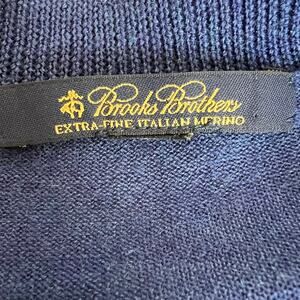 Brooks Brothers
EXTRA-FINE ITALIAN MERINO